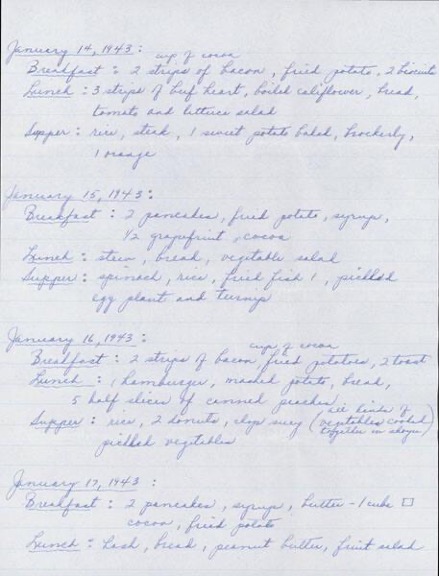 January 14, 1943:
cup of cocoa
Breakfast: 2 strips of bacon, fried potato, 2 biscuits
Lunch: 3 strips of beef heart, boiled califlower, bread,
tomato and lettuce salad
Supper: rice, steak, 1 sweet potato baked, brockerly,
1 orange
January 15, 1943:
Breakfast: 2 pancakes, fried potato, syrup,
1/2 grapefruit, cocoa
Lunch: stew, bread, vegetable salad
Supper: spinach, rice, fried fish 1, pickled
egg plant and turnip
January 16, 1943:
cup of cocoa
Breakfast: 2 strips of bacon, fried potatoes, 2 toast
Lunch: 1 hamburger, mashed potato, bread,
5 half slices of canned peaches
Supper: rice, 2 donuts, chop suey (all kinds of
vegetables cooked
together in shoyu)
pickled vegetables
January 17, 1943:
Breakfast: 2 pancakes, syrup, butter - 1 cube □
cocoa, fried potato
Lunch: hash, bread, peanut butter, fruit salad